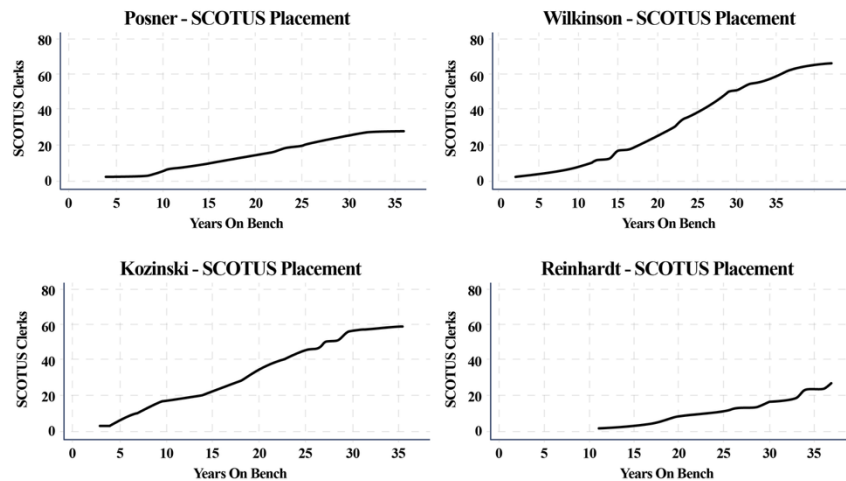 Posner - SCOTUS Placement
SCOTUS Clerks
80
60
40
20
0
0 5 10 15 20 25 30 35
Years On Bench
Wilkinson - SCOTUS Placement
SCOTUS Clerks
80
60
40
20
0
0 5 10 15 20 25 30 35
Years On Bench
Kozinski - SCOTUS Placement
SCOTUS Clerks
80
60
40
20
0
0 5 10 15 20 25 30 35
Years On Bench
Reinhardt - SCOTUS Placement
SCOTUS Clerks
80
60
40
20
0
0 5 10 15 20 25 30 35
Years On Bench